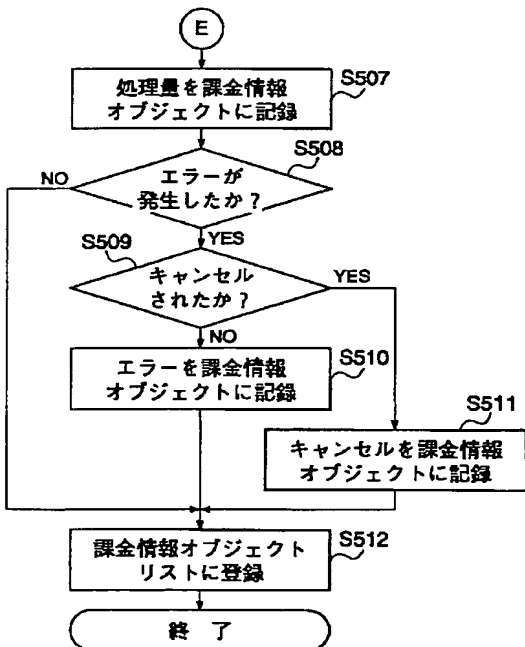 E
処理量を課金情報
オブジェクトに記録
S507
S508
エラーが
発生したか？
NO
YES
S509
キャンセル
されたか？
YES
NO
エラーを課金情報
オブジェクトに記録
S510
S511
キャンセルを課金情報
オブジェクトに記録
課金情報オブジェクト
リストに登録
S512
終 了